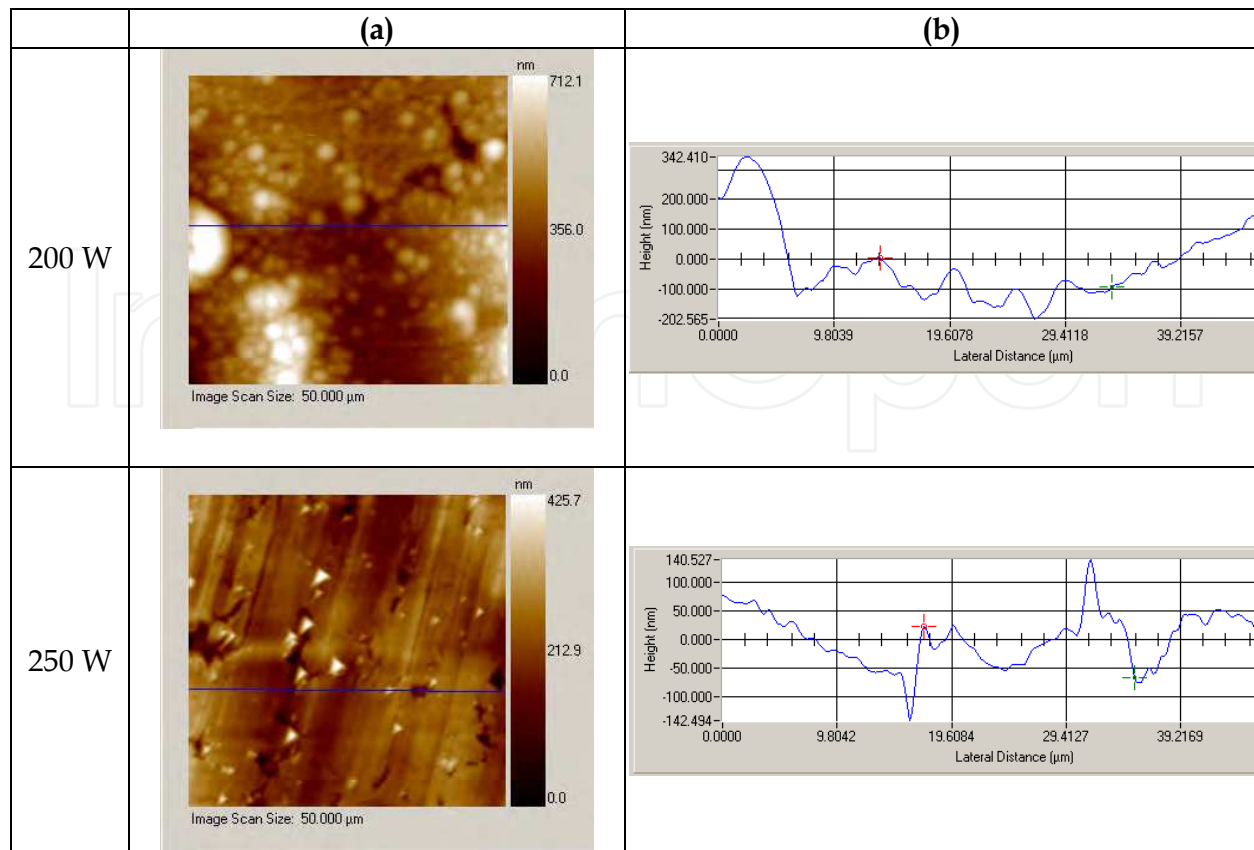 (a) (b)
200 W
nm
712.1
356.0
0.0
Image Scan Size: 50.000 µm
Height (nm)
342.410
200.000
100.000
0.000
-100.000
-202.565
0.0000 9.8039 19.6078 29.4118 39.2157
Lateral Distance (µm)
250 W
nm
425.7
212.9
0.0
Image Scan Size: 50.000 µm
Height (nm)
140.527
100.000
50.000
0.000
-50.000
-100.000
-142.494
0.0000 9.8042 19.6084 29.4127 39.2169
Lateral Distance (µm)